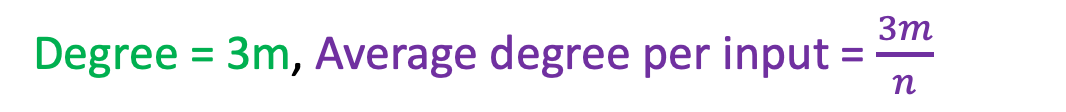 Degree = 3m, Average degree per input = 3m/n